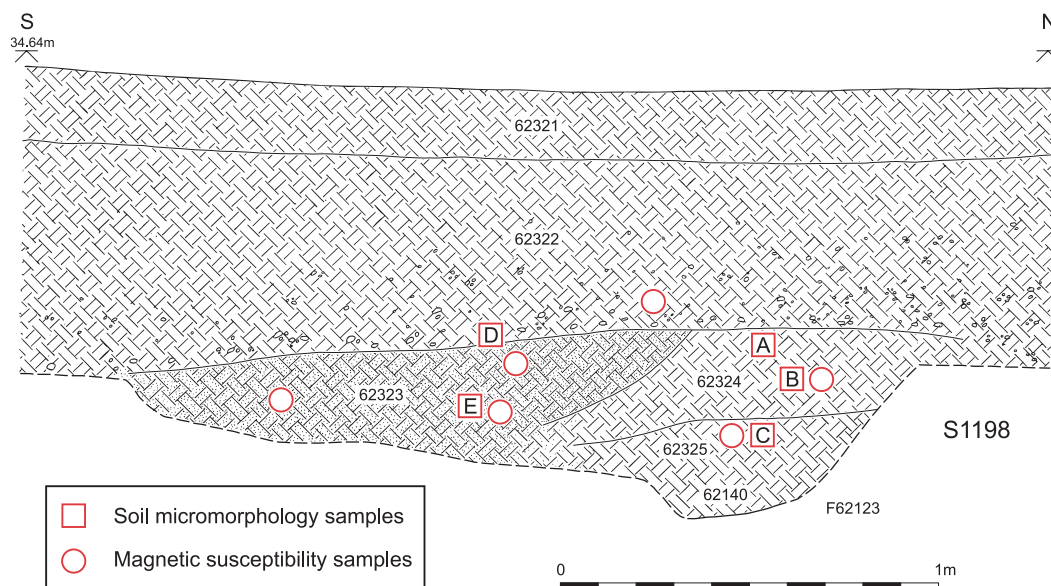 S
N
34.64m
62321
62322
D
A
62324
B
62323
E
C
62325
S1198
62140
F62123
Soil micromorphology samples
Magnetic susceptibility samples
0
1m